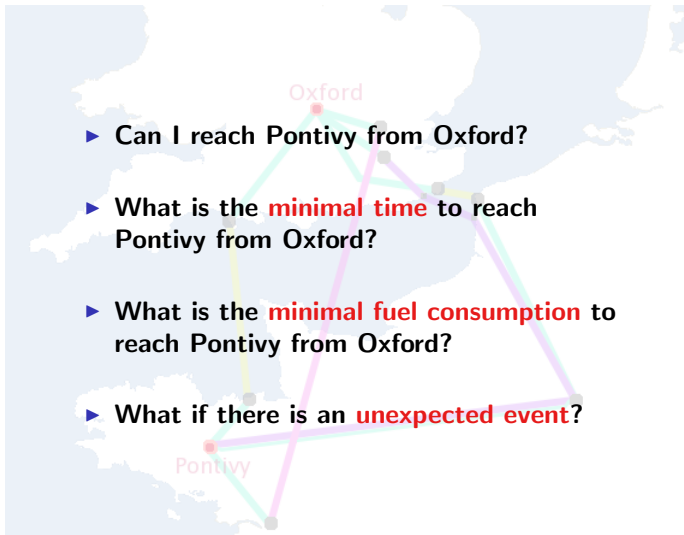 Oxford
▶ Can I reach Pontivy from Oxford?
▶ What is the minimal time to reach
Pontivy from Oxford?
▶ What is the minimal fuel consumption to
reach Pontivy from Oxford?
▶ What if there is an unexpected event?
Pontivy